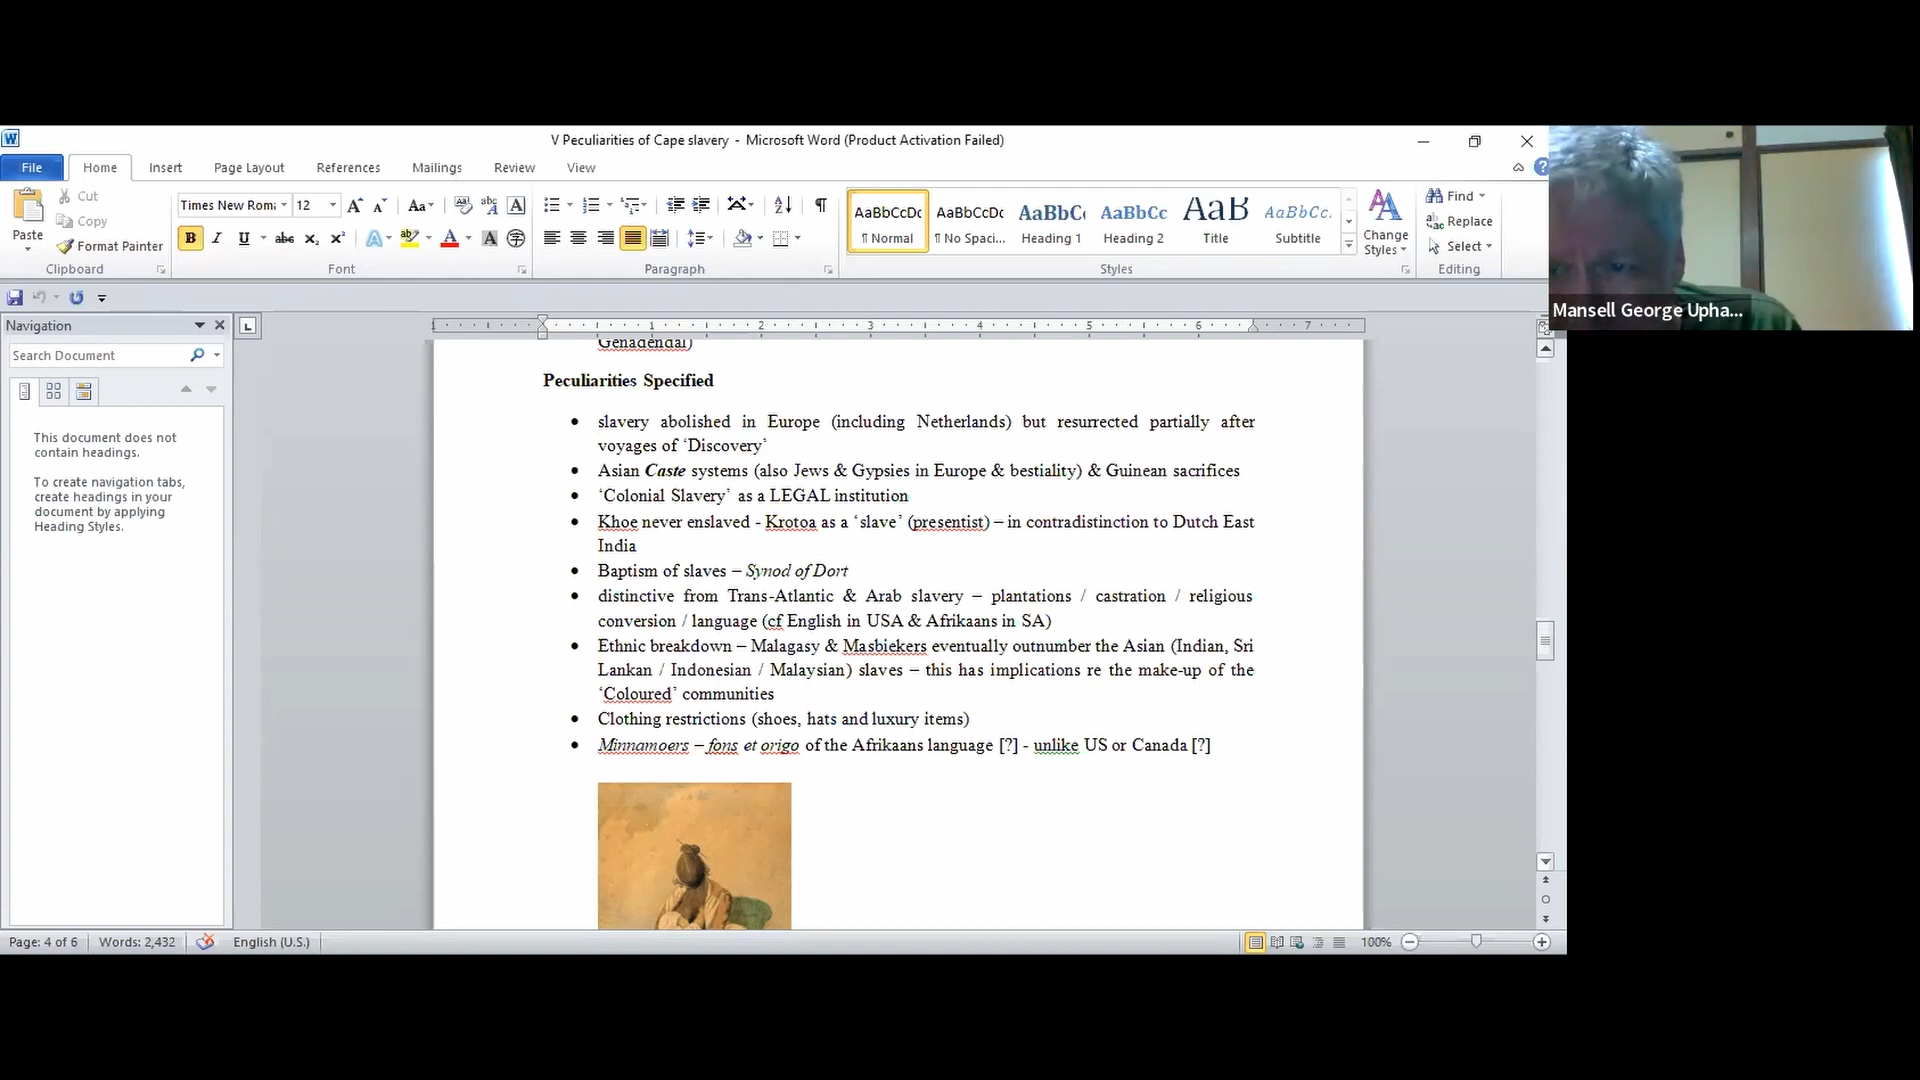 V Peculiarities of Cape slavery - Microsoft Word (Product Activation Failed)
File Home Insert Page Layout References Mailings Review View
Paste
Cut
Copy
Format Painter
Clipboard
Times New Rom: 12
Font
Paragraph
AaBbCcDc AaBbCcDc AaBbCc AaBbCc AaB AaBbCc.
¶ Normal ¶ No Spaci... Heading 1 Heading 2 Title Subtitle
Change Styles
Styles
Find
Replace
Select
Editing
Mansell George Upha...
Navigation
Search Document
This document does not
contain headings.
To create navigation tabs,
create headings in your
document by applying
Heading Styles.
1 1 2 3 4 5 6 7
Genadendal)
Peculiarities Specified
• slavery abolished in Europe (including Netherlands) but resurrected partially after
voyages of ‘Discovery’
• Asian Caste systems (also Jews & Gypsies in Europe & bestiality) & Guinean sacrifices
• ‘Colonial Slavery’ as a LEGAL institution
• Khoe never enslaved - Krotoa as a ‘slave’ (presentist) – in contradistinction to Dutch East
India
• Baptism of slaves – Synod of Dort
• distinctive from Trans-Atlantic & Arab slavery – plantations / castration / religious
conversion / language (cf English in USA & Afrikaans in SA)
• Ethnic breakdown – Malagasy & Masbiekers eventually outnumber the Asian (Indian, Sri
Lankan / Indonesian / Malaysian) slaves – this has implications re the make-up of the
‘Coloured’ communities
• Clothing restrictions (shoes, hats and luxury items)
• Minnamoers – fons et origo of the Afrikaans language [?] - unlike US or Canada [?]
Page: 4 of 6 Words: 2,432 English (U.S.) 100%